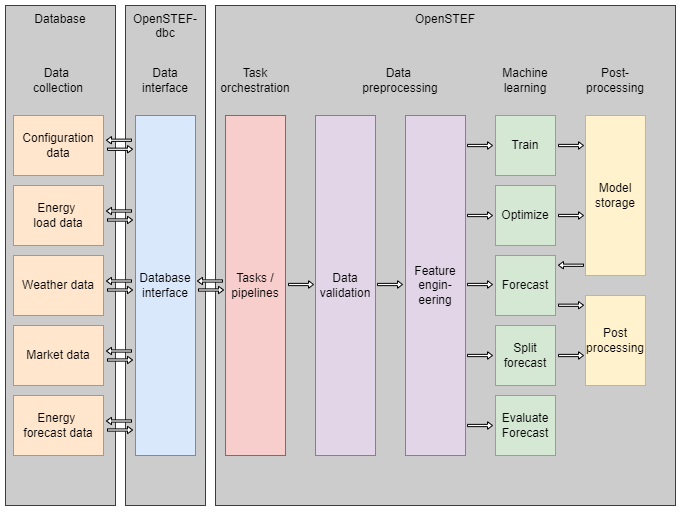 Database
OpenSTEF-
dbc
OpenSTEF
Data
collection
Data
interface
Task
orchestration
Data
preprocessing
Machine
learning
Post-
processing
Configuration
data
Energy
load data
Weather data
Market data
Energy
forecast data
Database
interface
Tasks /
pipelines
Data
validation
Feature
engin-
eering
Train
Optimize
Forecast
Split
forecast
Evaluate
Forecast
Model
storage
Post
processing